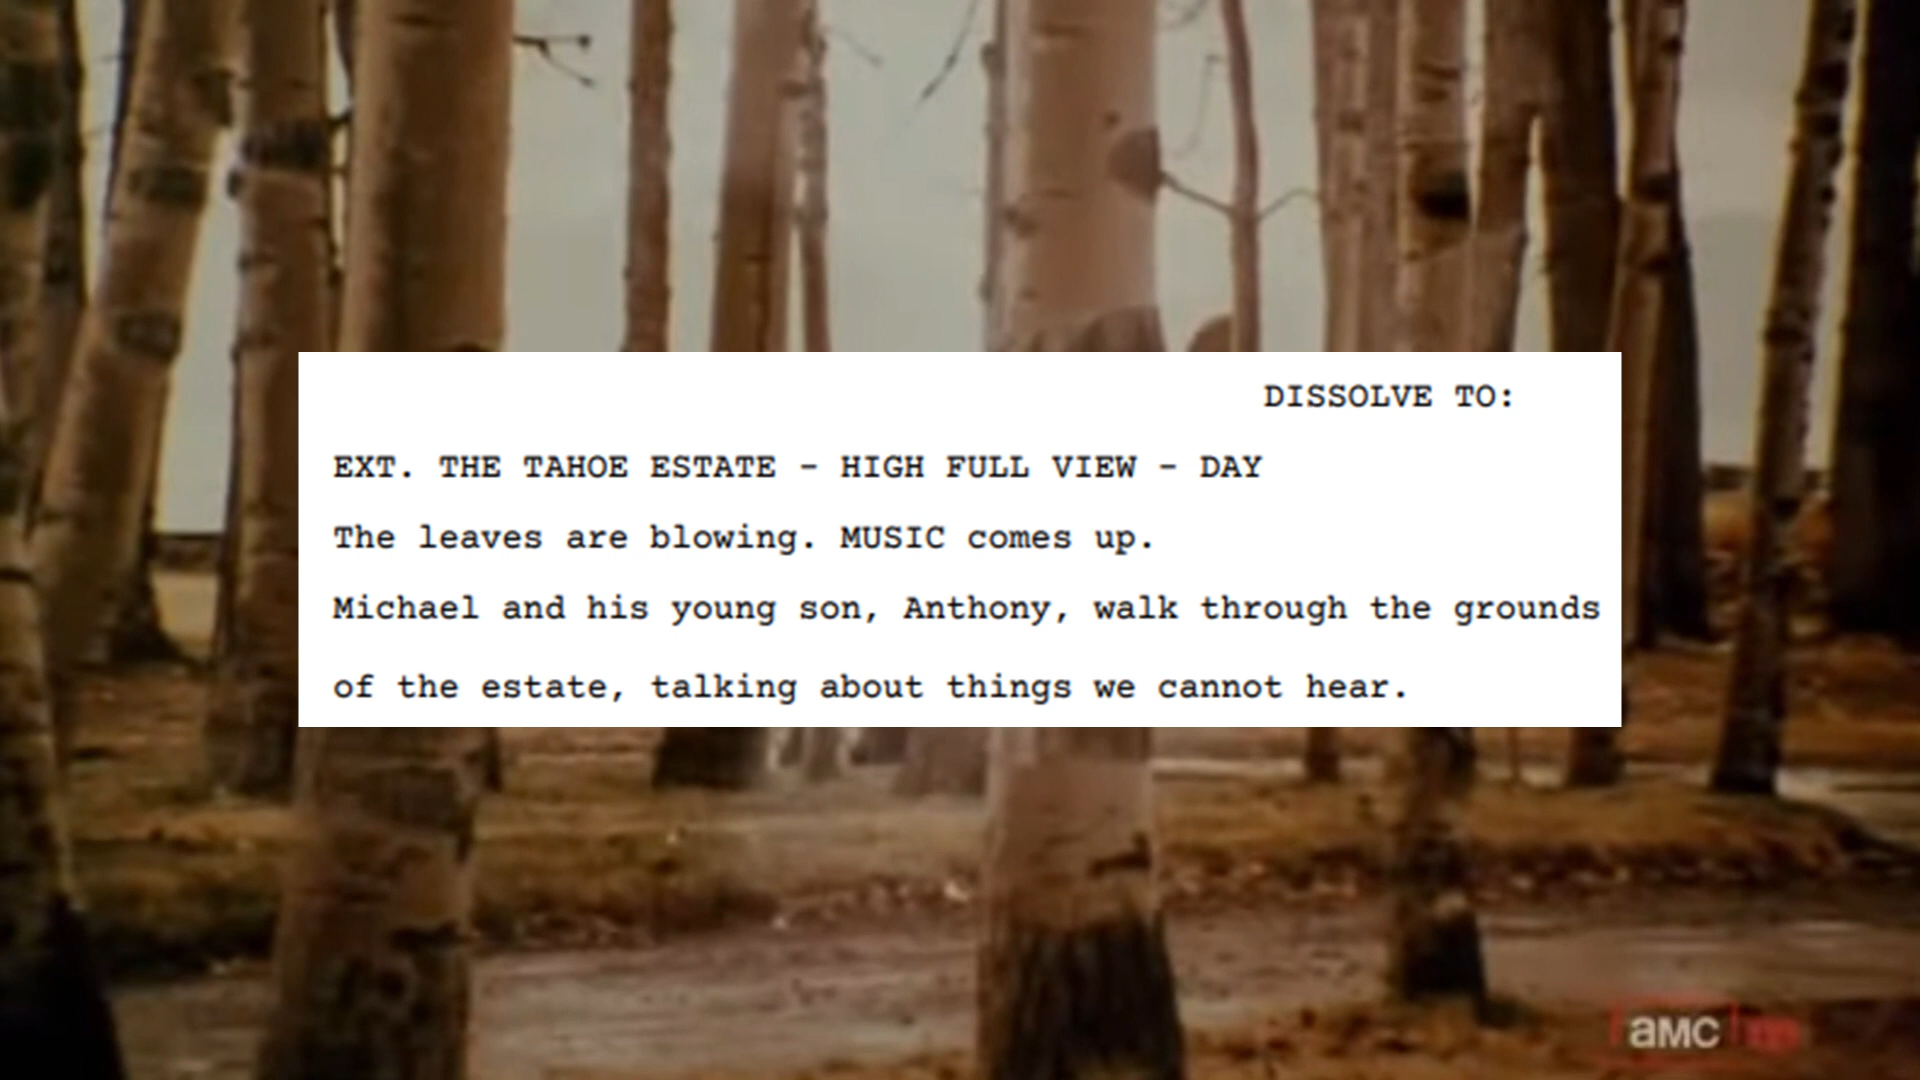 DISSOLVE TO:
EXT. THE TAHOE ESTATE - HIGH FULL VIEW - DAY
The leaves are blowing. MUSIC comes up.
Michael and his young son, Anthony, walk through the grounds
of the estate, talking about things we cannot hear.
amc